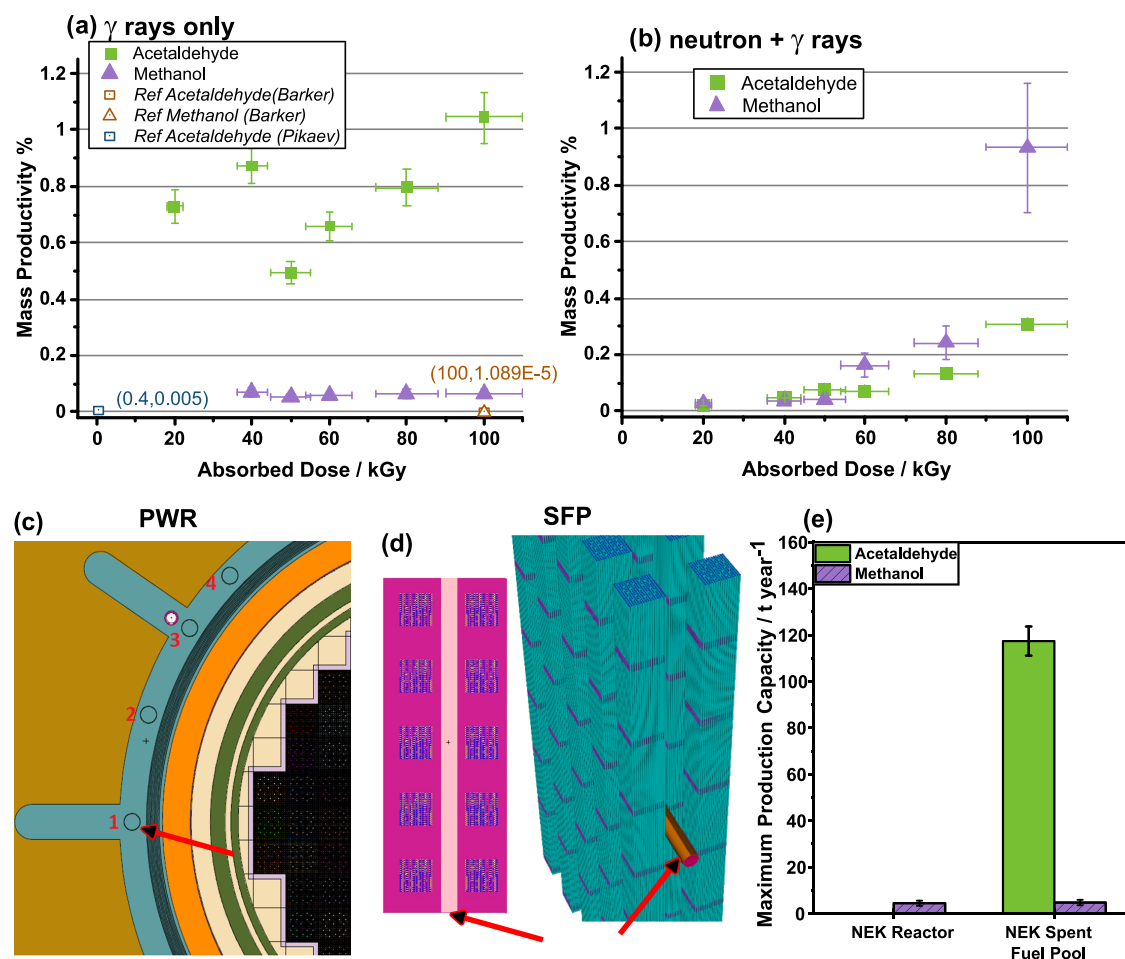 (a) γ rays only
Acetaldehyde
Methanol
Ref Acetaldehyde(Barker)
Ref Methanol (Barker)
Ref Acetaldehyde (Pikaev)
Mass Productivity %
1.2
1
0.8
0.6
0.4
0.2
0
(0.4,0.005)
(100,1.089E-5)
0
20
40
60
80
100
Absorbed Dose / kGy
(b) neutron + γ rays
Acetaldehyde
Methanol
Mass Productivity %
1.2
1
0.8
0.6
0.4
0.2
0
0
20
40
60
80
100
Absorbed Dose / kGy
(c)
PWR
4
3
2
1
(d)
SFP
(e)
Acetaldehyde
Methanol
Maximum Production Capacity / t year-1
160
140
120
100
80
60
40
20
0
NEK Reactor
NEK Spent
Fuel Pool